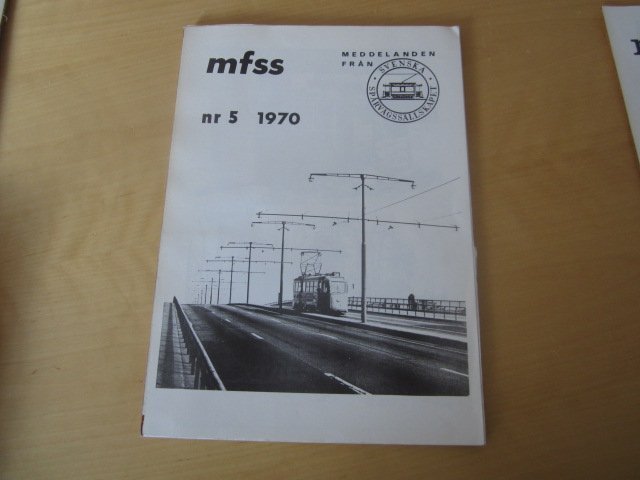 mfss
MEDDELANDEN
FRÅN
SVENSKA
SPÅRVÄGSSÄLLSKAPET
nr 5 1970